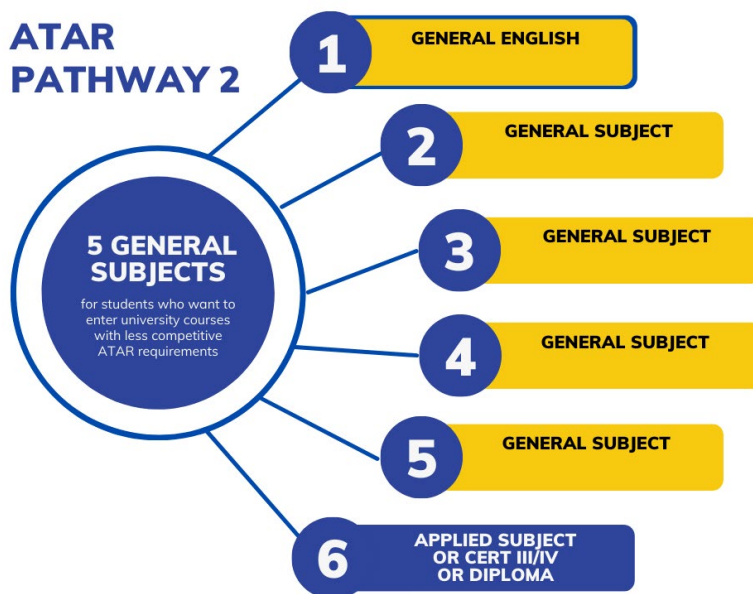 ATAR
PATHWAY 2
1
GENERAL ENGLISH
2
GENERAL SUBJECT
5 GENERAL
SUBJECTS
for students who want to
enter university courses
with less competitive
ATAR requirements
3
GENERAL SUBJECT
4
GENERAL SUBJECT
5
GENERAL SUBJECT
6
APPLIED SUBJECT
OR CERT III/IV
OR DIPLOMA